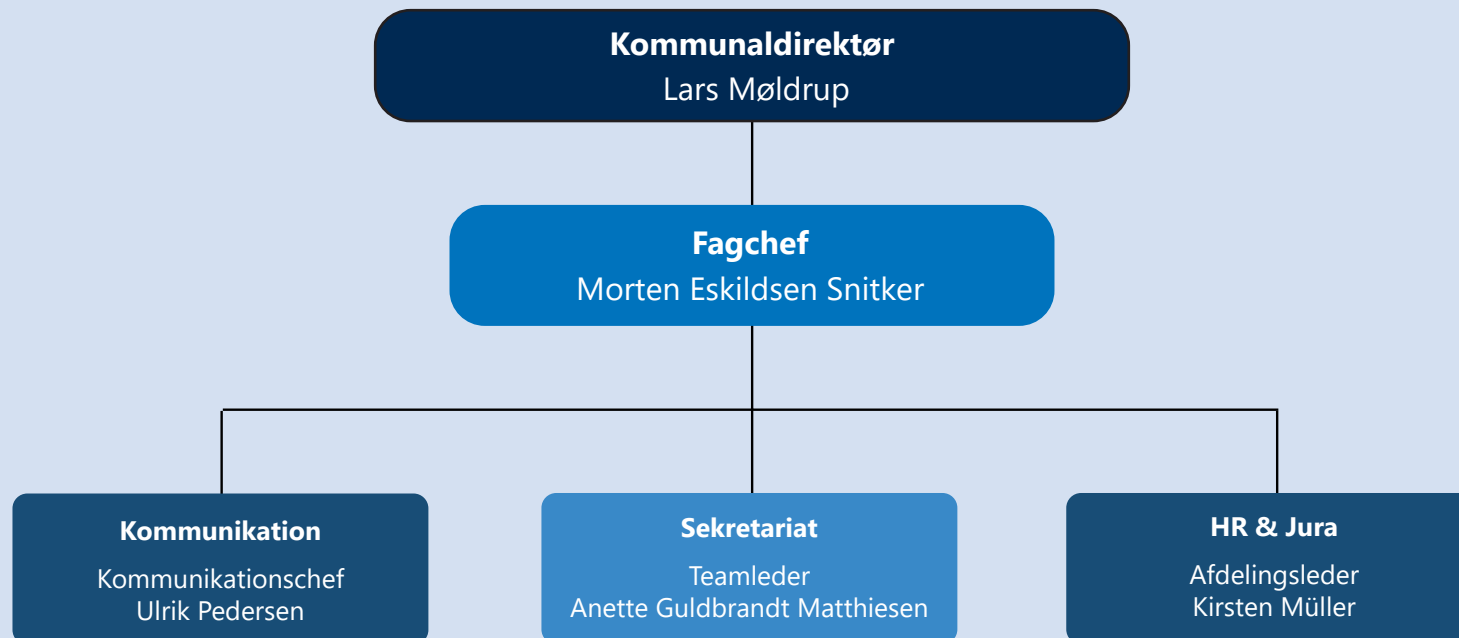 Kommunaldirektør
Lars Møldrup
Fagchef
Morten Eskildsen Snitker
Kommunikation
Kommunikationschef
Ulrik Pedersen
Sekretariat
Teamleder
Anette Guldbrandt Matthiesen
HR & Jura
Afdelingsleder
Kirsten Müller